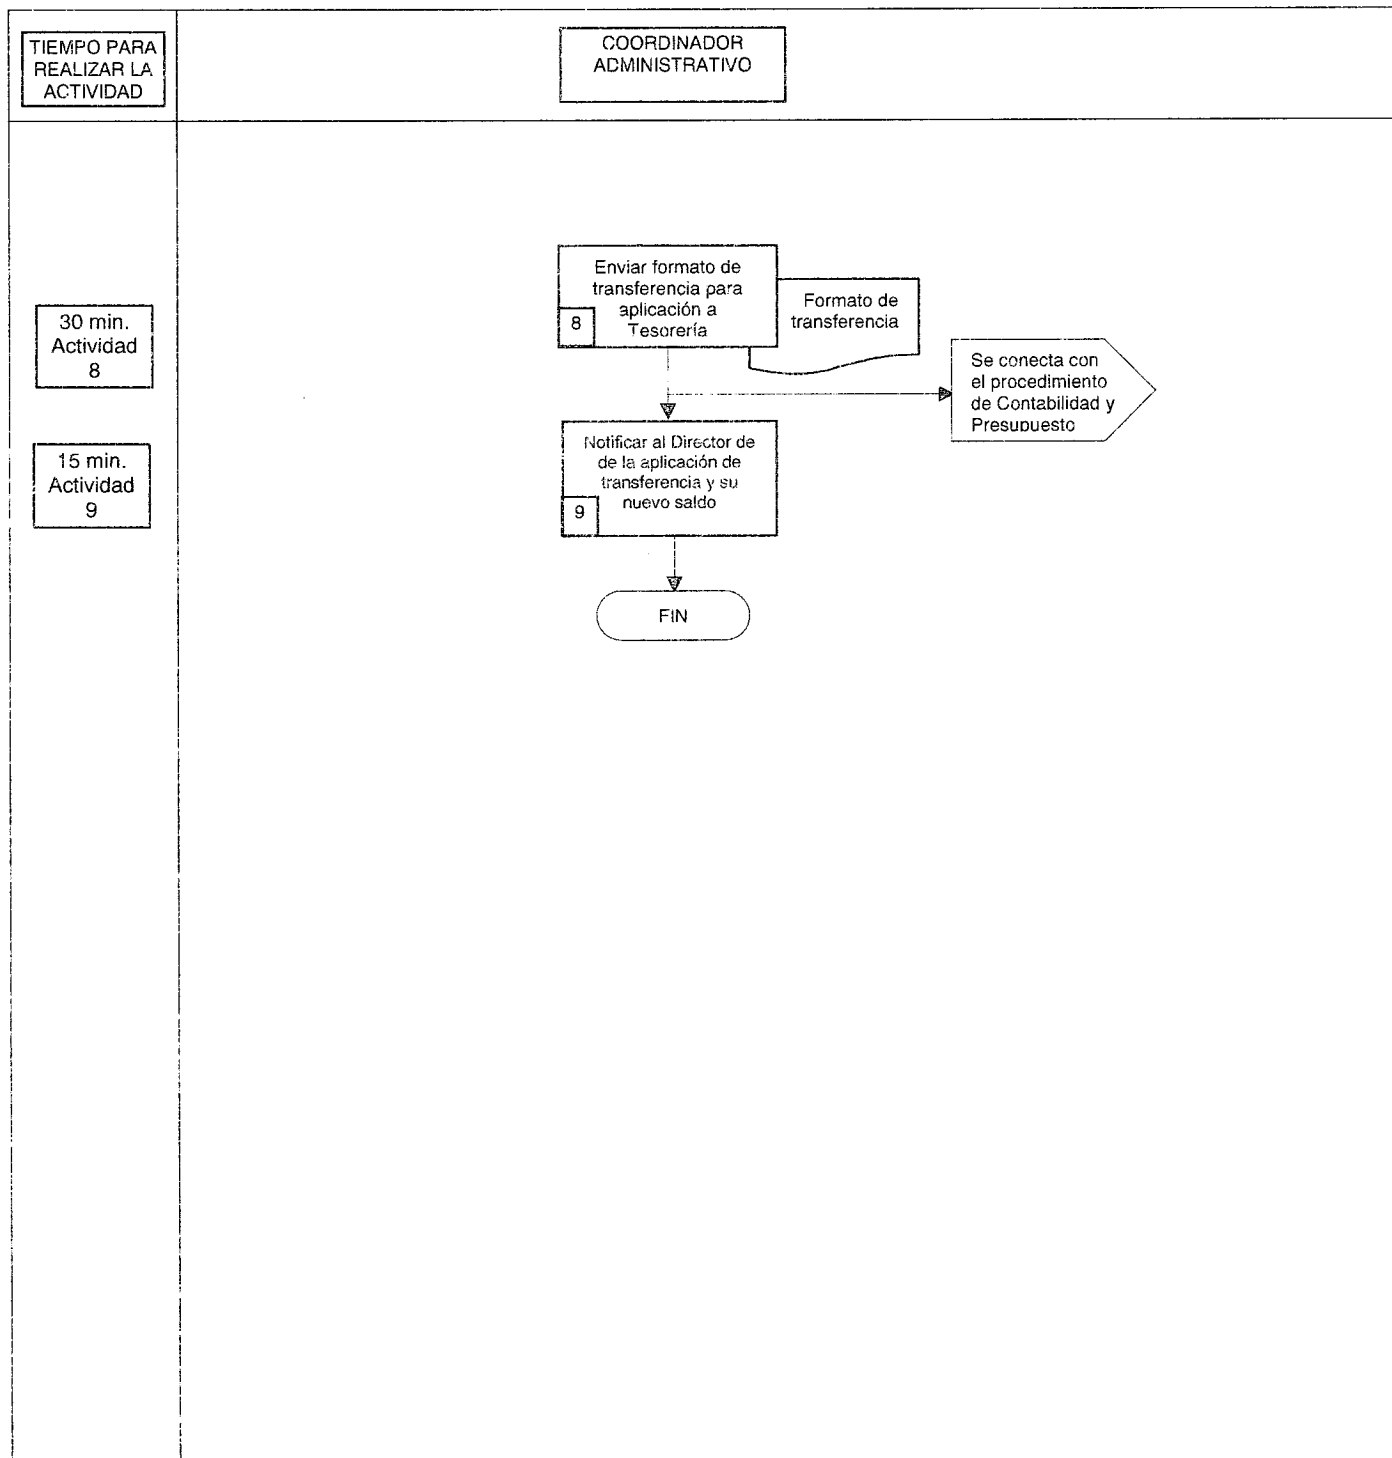 TIEMPO PARA
REALIZAR LA
ACTIVIDAD
COORDINADOR
ADMINISTRATIVO
30 min.
Actividad
8
Enviar formato de
transferencia para
aplicación a
Tesorería
8
Formato de
transferencia
Se conecta con
el procedimiento
de Contabilidad y
Presupuesto
15 min.
Actividad
9
Notificar al Director de
de la aplicación de
transferencia y su
nuevo saldo
9
FIN